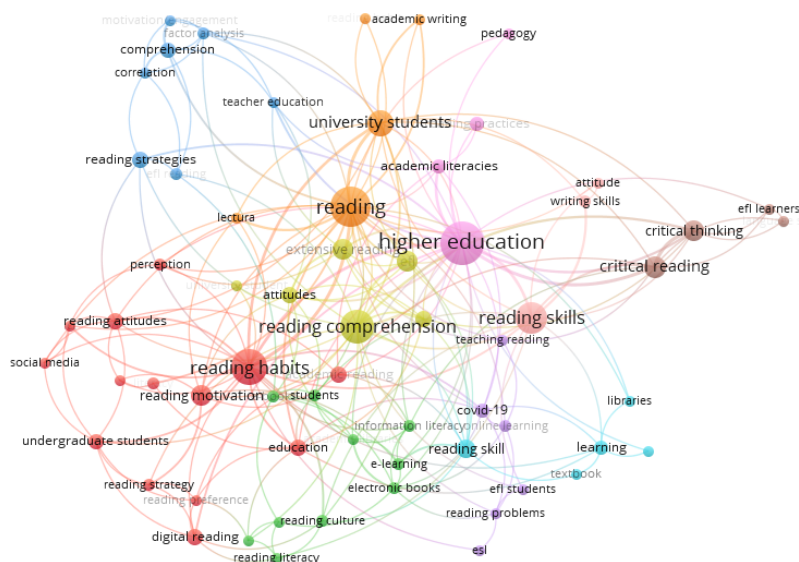 motivation engagement
academic writing
factor analysis
pedagogy
comprehension
correlation
teacher education
university students
practices
reading strategies
academic literacies
efl reading
attitude
writing skills
reading
efl learners
lectura
critical thinking
higher education
extensive reading
perception
critical reading
attitudes
reading attitudes
reading comprehension
reading skills
teaching reading
social media
reading habits
academic reading
reading motivation
students
libraries
covid-19
information literacy
online learning
undergraduate students
education
reading skill
learning
e-learning
textbook
reading strategy
electronic books
efl students
reading preference
reading problems
reading culture
digital reading
esl
reading literacy